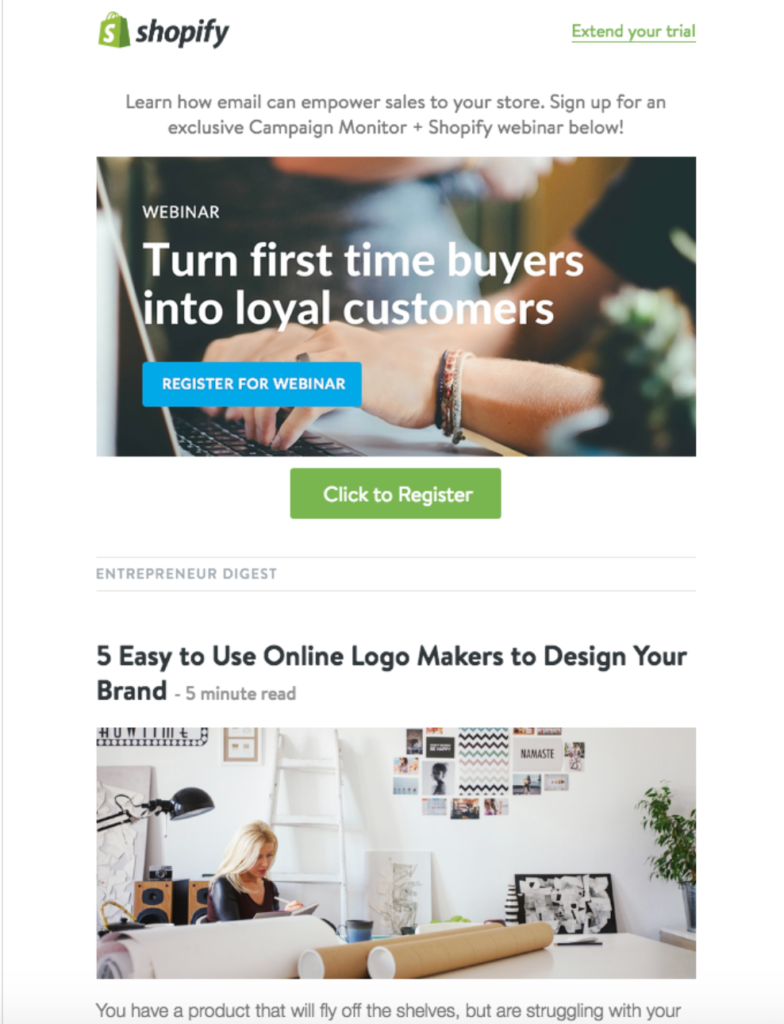 shopify
Extend your trial
Learn how email can empower sales to your store. Sign up for an
exclusive Campaign Monitor + Shopify webinar below!
WEBINAR
Turn first time buyers
into loyal customers
REGISTER FOR WEBINAR
Click to Register
ENTREPRENEUR DIGEST
5 Easy to Use Online Logo Makers to Design Your
Brand - 5 minute read
NAMASTE
You have a product that will fly off the shelves, but are struggling with your